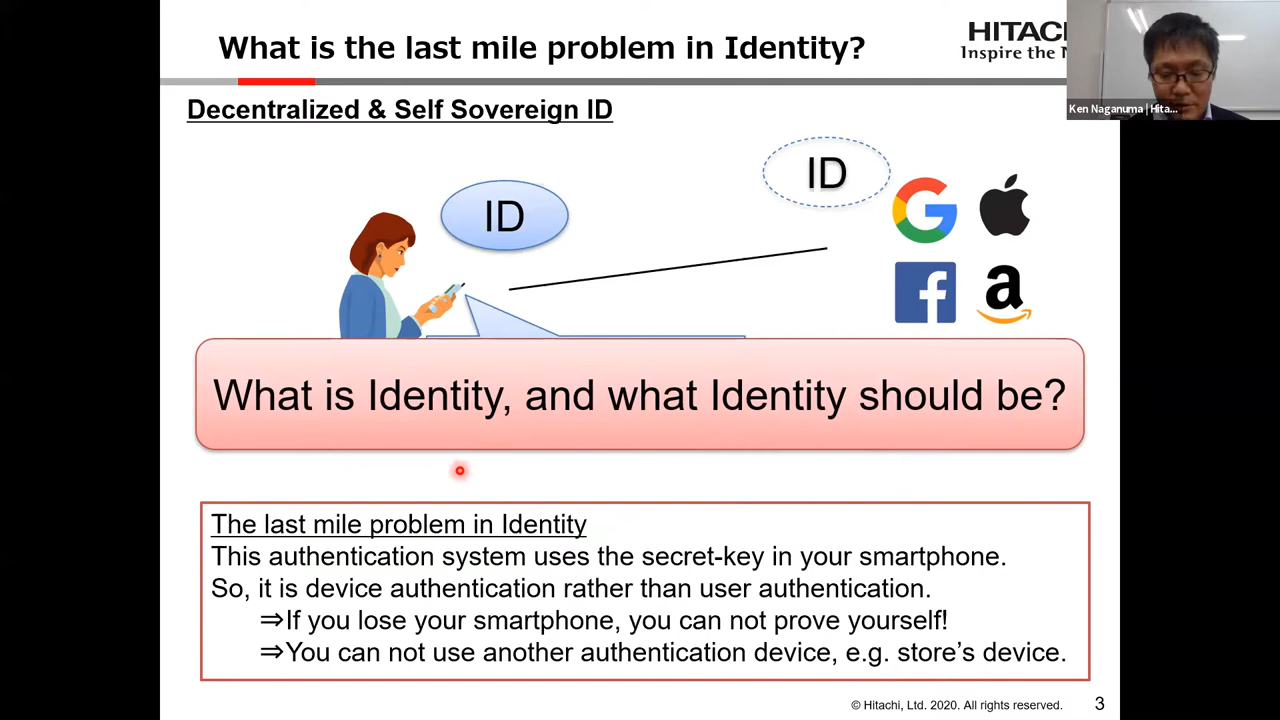 What is the last mile problem in Identity?
HITACH
Inspire the N
Ken Naganuma | Hita...
Decentralized & Self Sovereign ID
ID
ID
What is Identity, and what Identity should be?
The last mile problem in Identity
This authentication system uses the secret-key in your smartphone.
So, it is device authentication rather than user authentication.
⇒If you lose your smartphone, you can not prove yourself!
⇒You can not use another authentication device, e.g. store’s device.
© Hitachi, Ltd. 2020. All rights reserved.
3